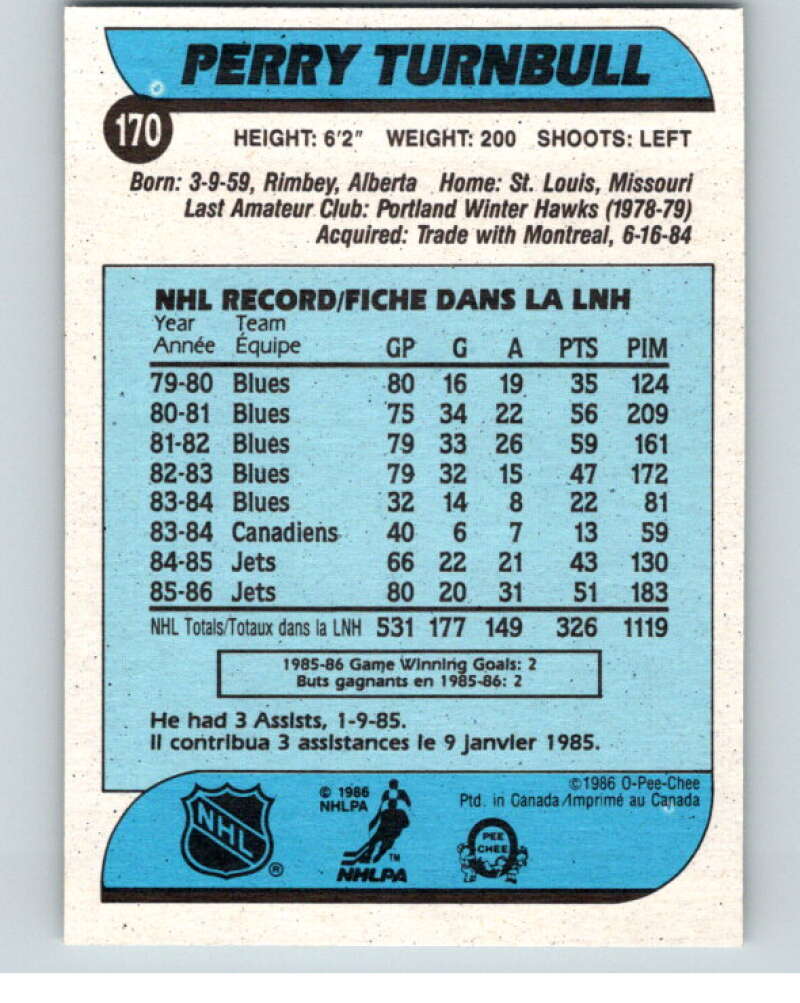 PERRY TURNBULL
170
HEIGHT: 6'2" WEIGHT: 200 SHOOTS: LEFT
Born: 3-9-59, Rimbey, Alberta Home: St. Louis, Missouri
Last Amateur Club: Portland Winter Hawks (1978-79)
Acquired: Trade with Montreal, 6-16-84
NHL RECORD/FICHE DANS LA LNH
Year Team
Année Équipe GP G A PTS PIM
79-80 Blues 80 16 19 35 124
80-81 Blues 75 34 22 56 209
81-82 Blues 79 33 26 59 161
82-83 Blues 79 32 15 47 172
83-84 Blues 32 14 8 22 81
83-84 Canadiens 40 6 7 13 59
84-85 Jets 66 22 21 43 130
85-86 Jets 80 20 31 51 183
NHL Totals/Totaux dans la LNH 531 177 149 326 1119
1985-86 Game Winning Goals: 2
Buts gagnants en 1985-86: 2
He had 3 Assists, 1-9-85.
Il contribua 3 assistances le 9 janvier 1985.
©1986 O-Pee-Chee
Ptd. in Canada/Imprimé au Canada
© 1986
NHLPA
NHL
®
TM
NHLPA
PEE
CHEE